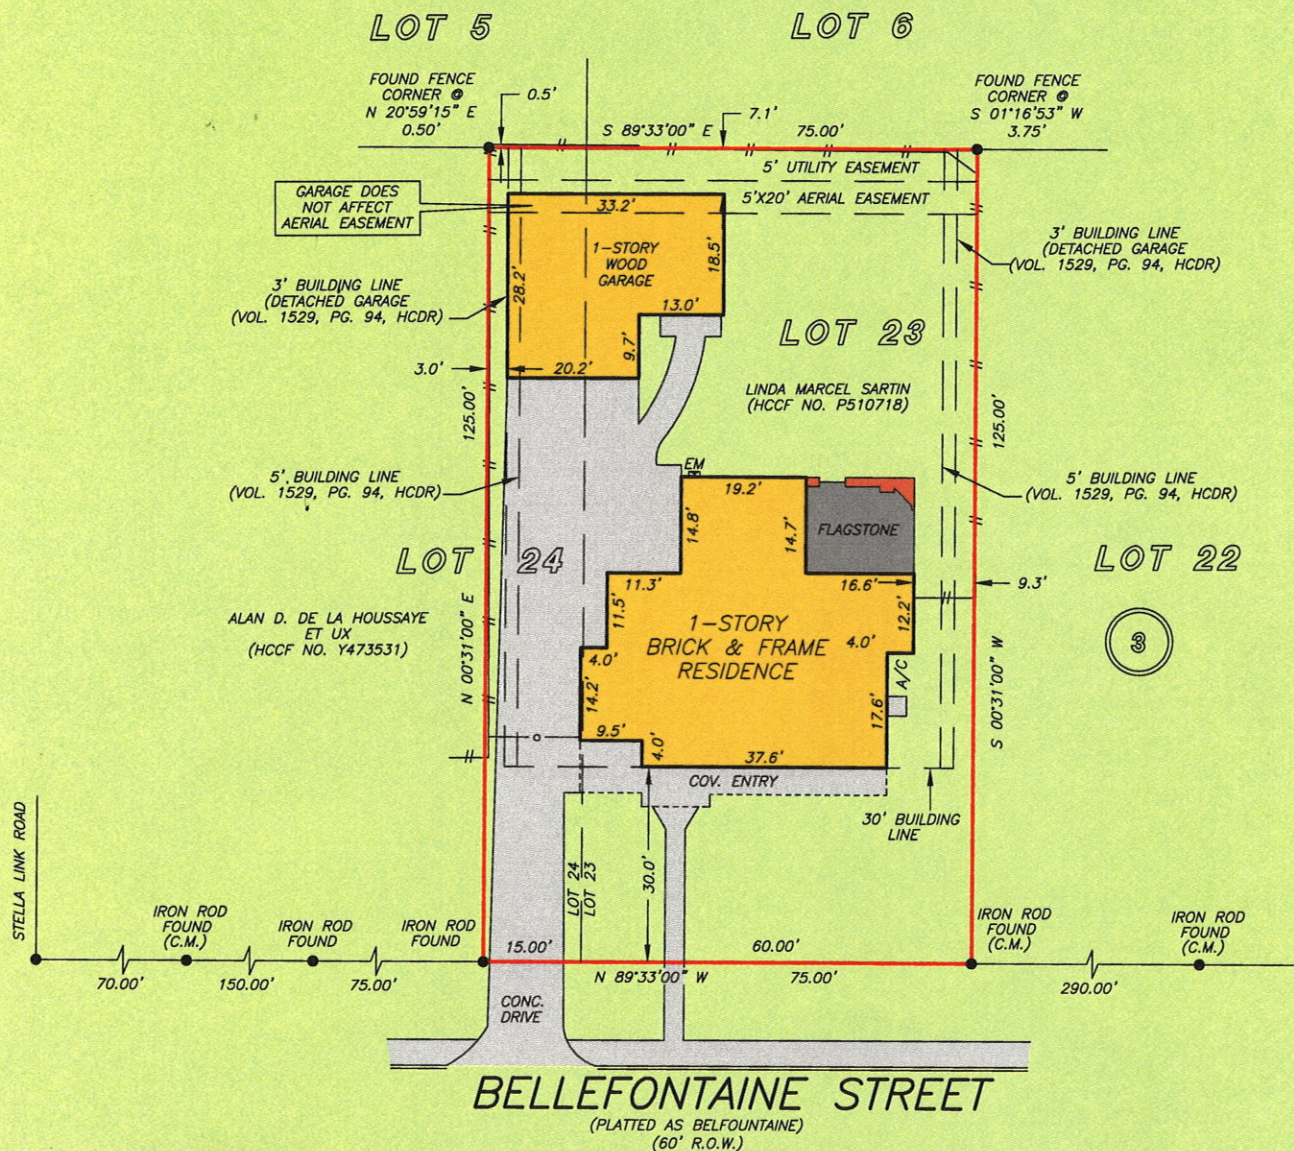 LOT 5
LOT 6
FOUND FENCE
CORNER @
N 20°59'15" E
0.50'
0.5'
S 89°33'00" E
7.1'
75.00'
FOUND FENCE
CORNER @
S 01°16'53" W
3.75'
5' UTILITY EASEMENT
5'X20' AERIAL EASEMENT
GARAGE DOES
NOT AFFECT
AERIAL EASEMENT
33.2'
1-STORY
WOOD
GARAGE
28.2'
18.5'
13.0'
9.7'
20.2'
3' BUILDING LINE
(DETACHED GARAGE
(VOL. 1529, PG. 94, HCDR)
3' BUILDING LINE
(DETACHED GARAGE
(VOL. 1529, PG. 94, HCDR)
3.0'
LOT 23
LINDA MARCEL SARTIN
(HCCF NO. P510718)
125.00'
125.00'
5' BUILDING LINE
(VOL. 1529, PG. 94, HCDR)
EM
19.2'
14.8'
14.7'
FLAGSTONE
5' BUILDING LINE
(VOL. 1529, PG. 94, HCDR)
LOT 24
LOT 22
11.3'
16.6'
9.3'
11.5'
12.2'
1-STORY
BRICK & FRAME
RESIDENCE
4.0'
4.0'
ALAN D. DE LA HOUSSAYE
ET UX
(HCCF NO. Y473531)
N 00°31'00" E
S 00°31'00" W
3
14.2'
A/C
17.6'
9.5'
4.0'
37.6'
COV. ENTRY
30' BUILDING
LINE
30.0'
LOT 24
LOT 23
STELLA LINK ROAD
IRON ROD
FOUND
(C.M.)
IRON ROD
FOUND
IRON ROD
FOUND
15.00'
60.00'
IRON ROD
FOUND
(C.M.)
IRON ROD
FOUND
(C.M.)
70.00'
150.00'
75.00'
N 89°33'00" W
75.00'
290.00'
CONC.
DRIVE
BELLEFONTAINE STREET
(PLATTED AS BELFOUNTAINE)
(60' R.O.W.)